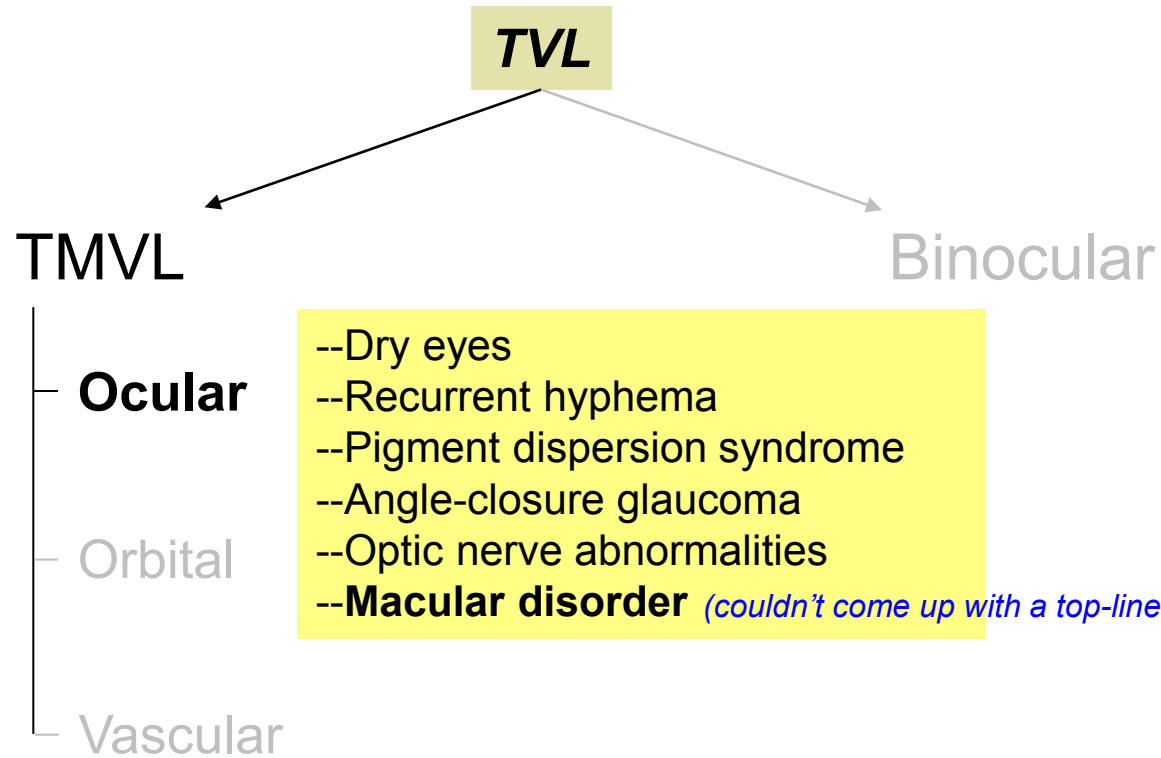 TVL
TMVL
Binocular
Ocular
--Dry eyes
--Recurrent hyphema
--Pigment dispersion syndrome
--Angle-closure glaucoma
--Optic nerve abnormalities
--Macular disorder (couldn't come up with a top-line
Orbital
Vascular